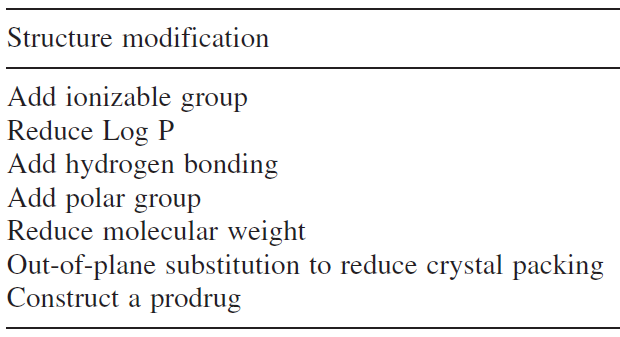 Structure modification
Add ionizable group
Reduce Log P
Add hydrogen bonding
Add polar group
Reduce molecular weight
Out-of-plane substitution to reduce crystal packing
Construct a prodrug